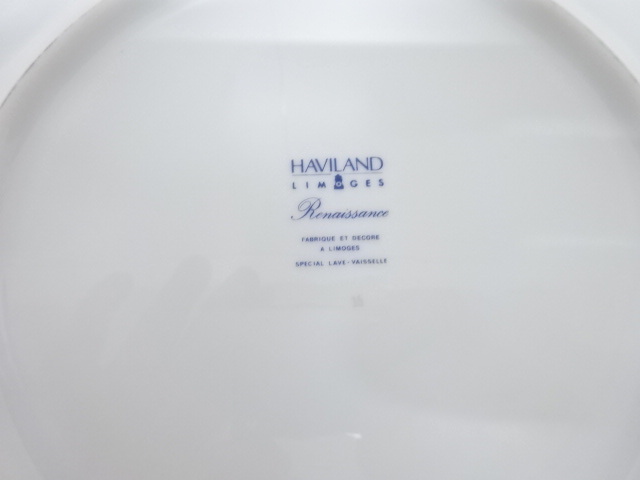 HAVILAND
LIMOGES
Renaissance
FABRIQUE ET DECORE
A LIMOGES
SPECIAL LAVE-VAISSELLE